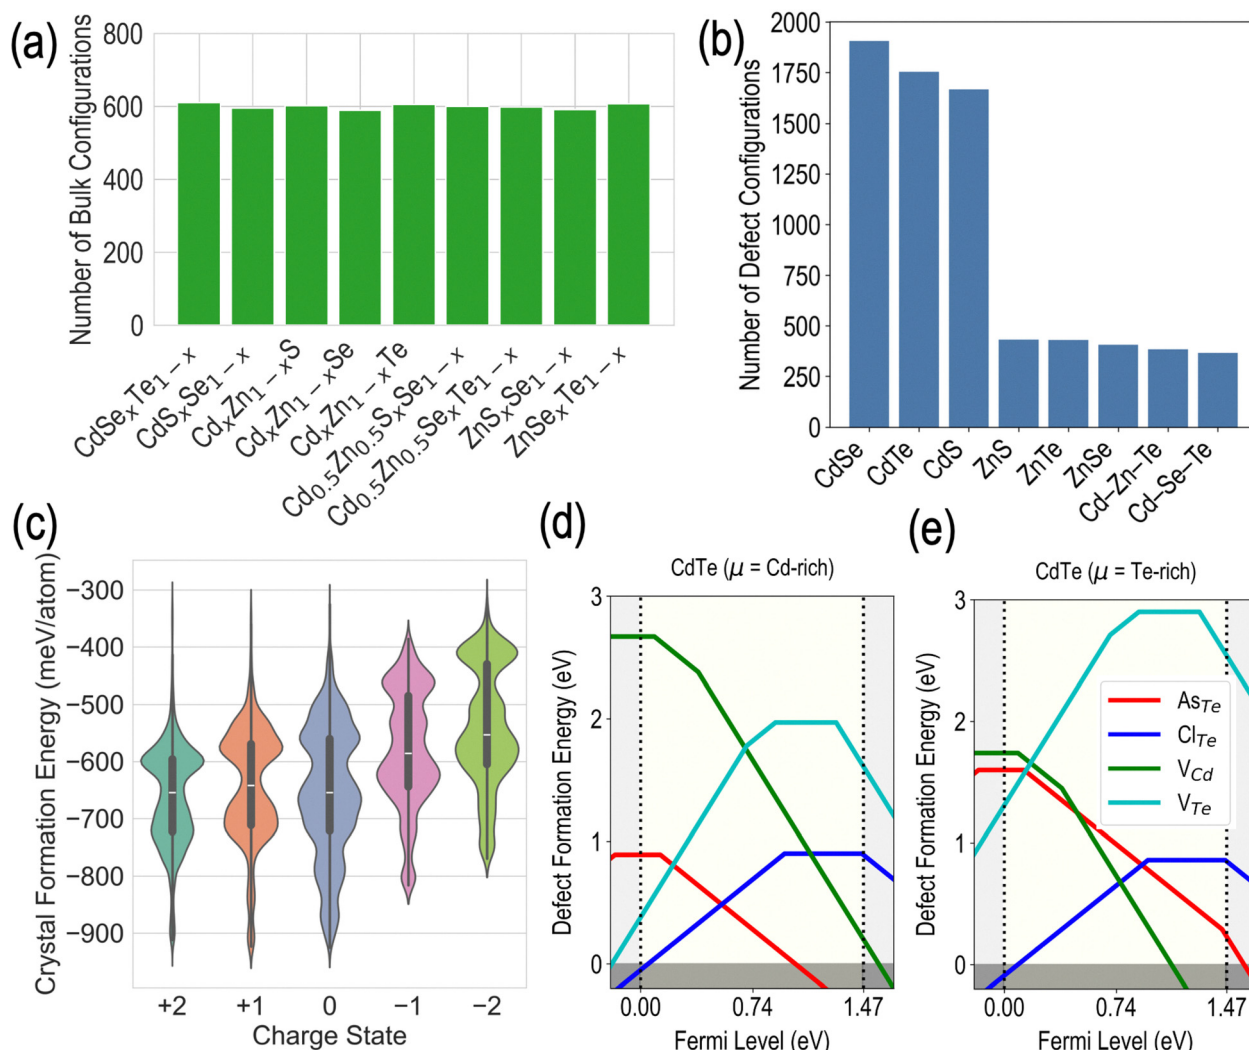 (a)
Number of Bulk Configurations
800
600
400
200
0
CdSeₓTe₁₋ₓ
CdSₓSe₁₋ₓ
CdₓZn₁₋ₓS
CdₓZn₁₋ₓSe
CdₓZn₁₋ₓTe
Cd₀.₅Zn₀.₅SₓSe₁₋ₓ
Cd₀.₅Zn₀.₅SeₓTe₁₋ₓ
ZnSₓSe₁₋ₓ
ZnSeₓTe₁₋ₓ
(b)
Number of Defect Configurations
2000
1750
1500
1250
1000
750
500
250
0
CdSe
CdTe
CdS
ZnS
ZnTe
ZnSe
Cd–Zn–Te
Cd–Se–Te
(c)
Crystal Formation Energy (meV/atom)
−300
−400
−500
−600
−700
−800
−900
+2 +1 0 −1 −2
Charge State
(d)
CdTe (μ = Cd-rich)
Defect Formation Energy (eV)
3
2
1
0
0.00 0.74 1.47
Fermi Level (eV)
(e)
CdTe (μ = Te-rich)
Defect Formation Energy (eV)
3
2
1
0
As_Te
Cl_Te
V_Cd
V_Te
0.00 0.74 1.47
Fermi Level (eV)